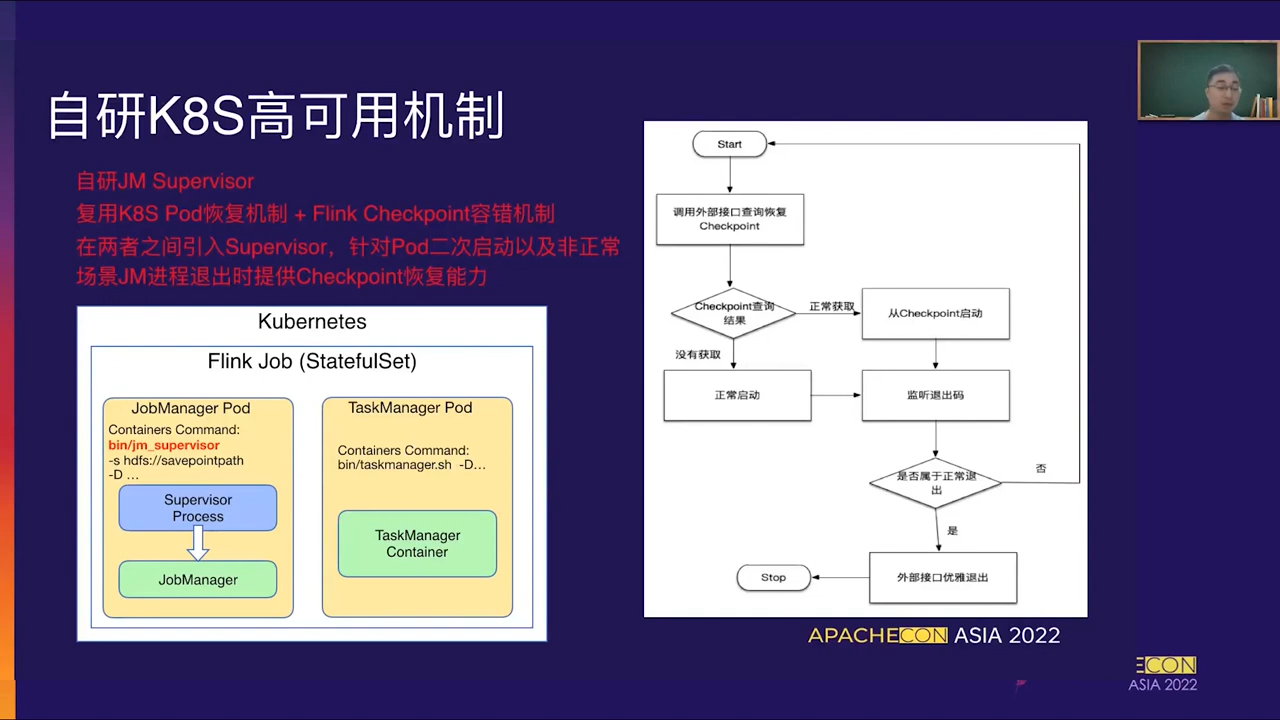 自研K8S高可用机制
自研JM Supervisor
复用K8S Pod恢复机制 + Flink Checkpoint容错机制
在两者之间引入Supervisor，针对Pod二次启动以及非正常
场景JM进程退出时提供Checkpoint恢复能力
Kubernetes
Flink Job (StatefulSet)
JobManager Pod
Containers Command:
bin/jm_supervisor
-s hdfs://savepointpath
-D ...
Supervisor
Process
JobManager
TaskManager Pod
Containers Command:
bin/taskmanager.sh -D...
TaskManager
Container
Start
调用外部接口查询恢复
Checkpoint
Checkpoint查询
结果
正常获取
从Checkpoint启动
没有获取
正常启动
监听退出码
是否属于正常退
出
否
是
外部接口优雅退出
Stop
APACHECON ASIA 2022
ECON
ASIA 2022